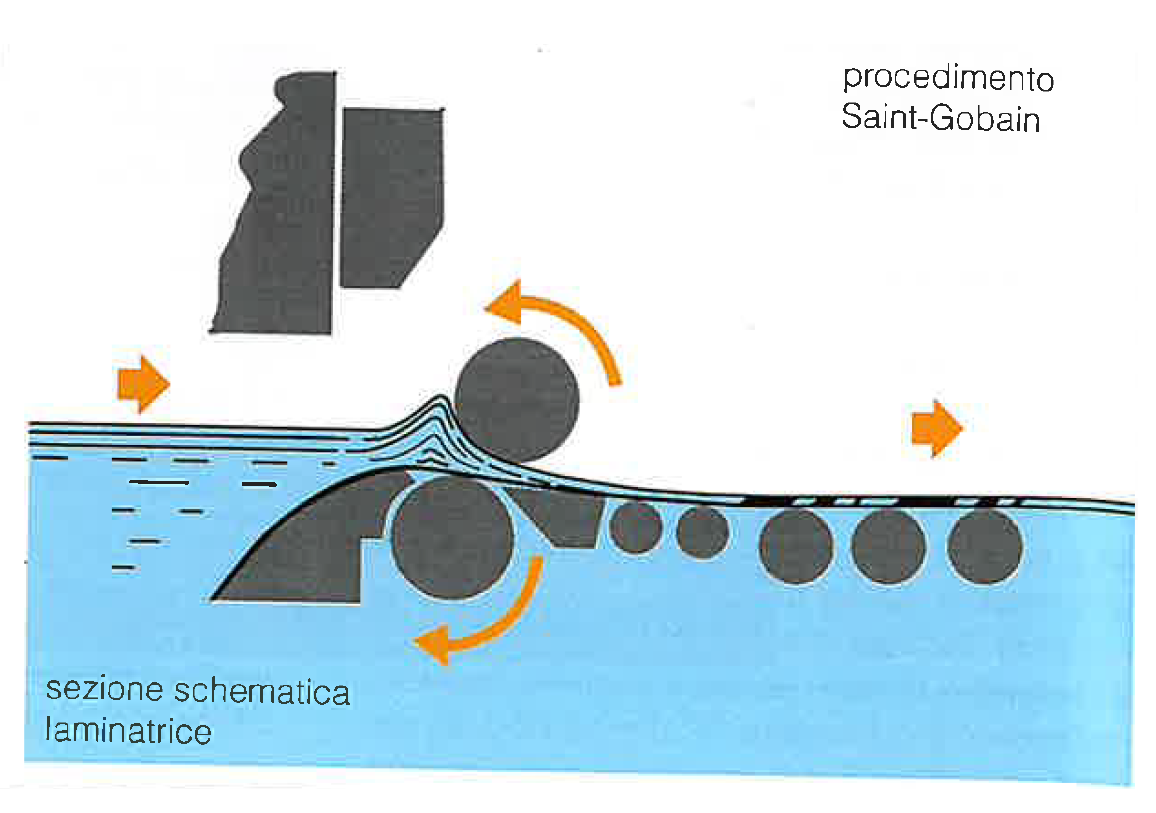 procedimento
Saint-Gobain
sezione schematica
laminatrice